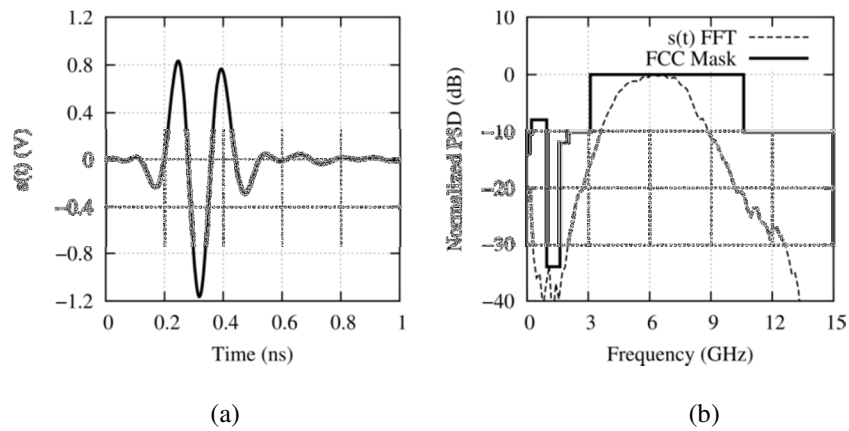 1.2
0.8
0.4
0
−0.4
−0.8
−1.2
s(t) (V)
0 0.2 0.4 0.6 0.8 1
Time (ns)
(a)
10
0
−10
−20
−30
−40
Normalized PSD (dB)
s(t) FFT
FCC Mask
0 3 6 9 12 15
Frequency (GHz)
(b)